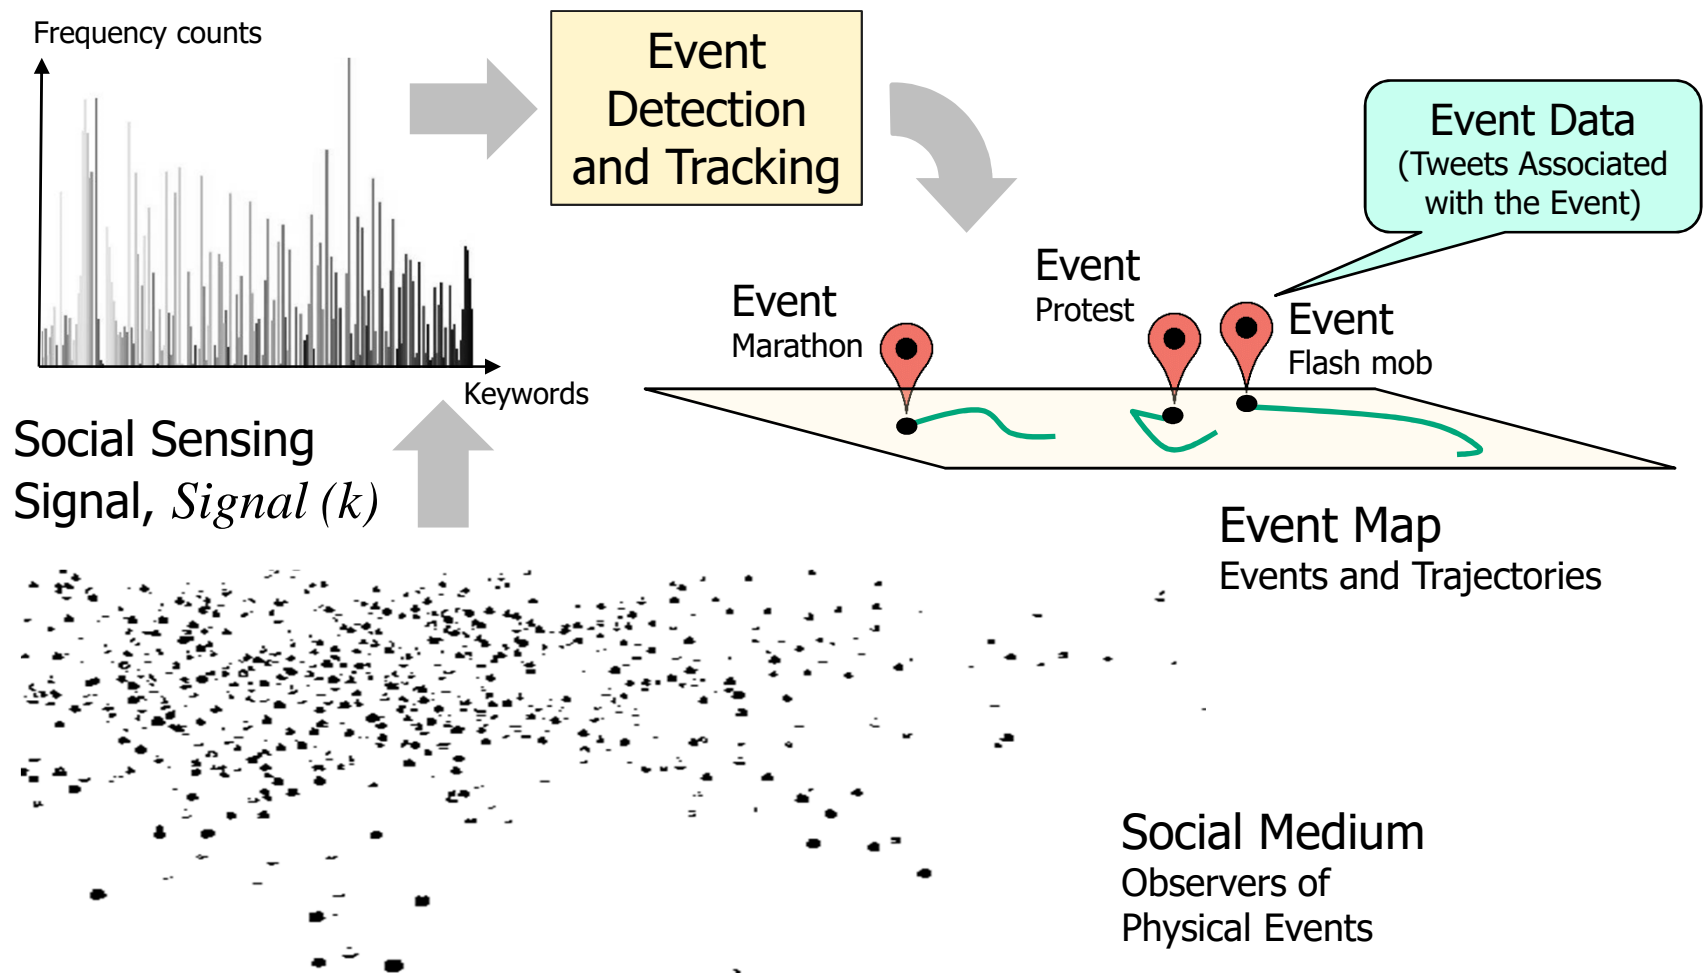 Frequency counts
Keywords
Event
Detection
and Tracking
Event Data
(Tweets Associated
with the Event)
Event
Marathon
Event
Protest
Event
Flash mob
Social Sensing
Signal, Signal (k)
Event Map
Events and Trajectories
Social Medium
Observers of
Physical Events